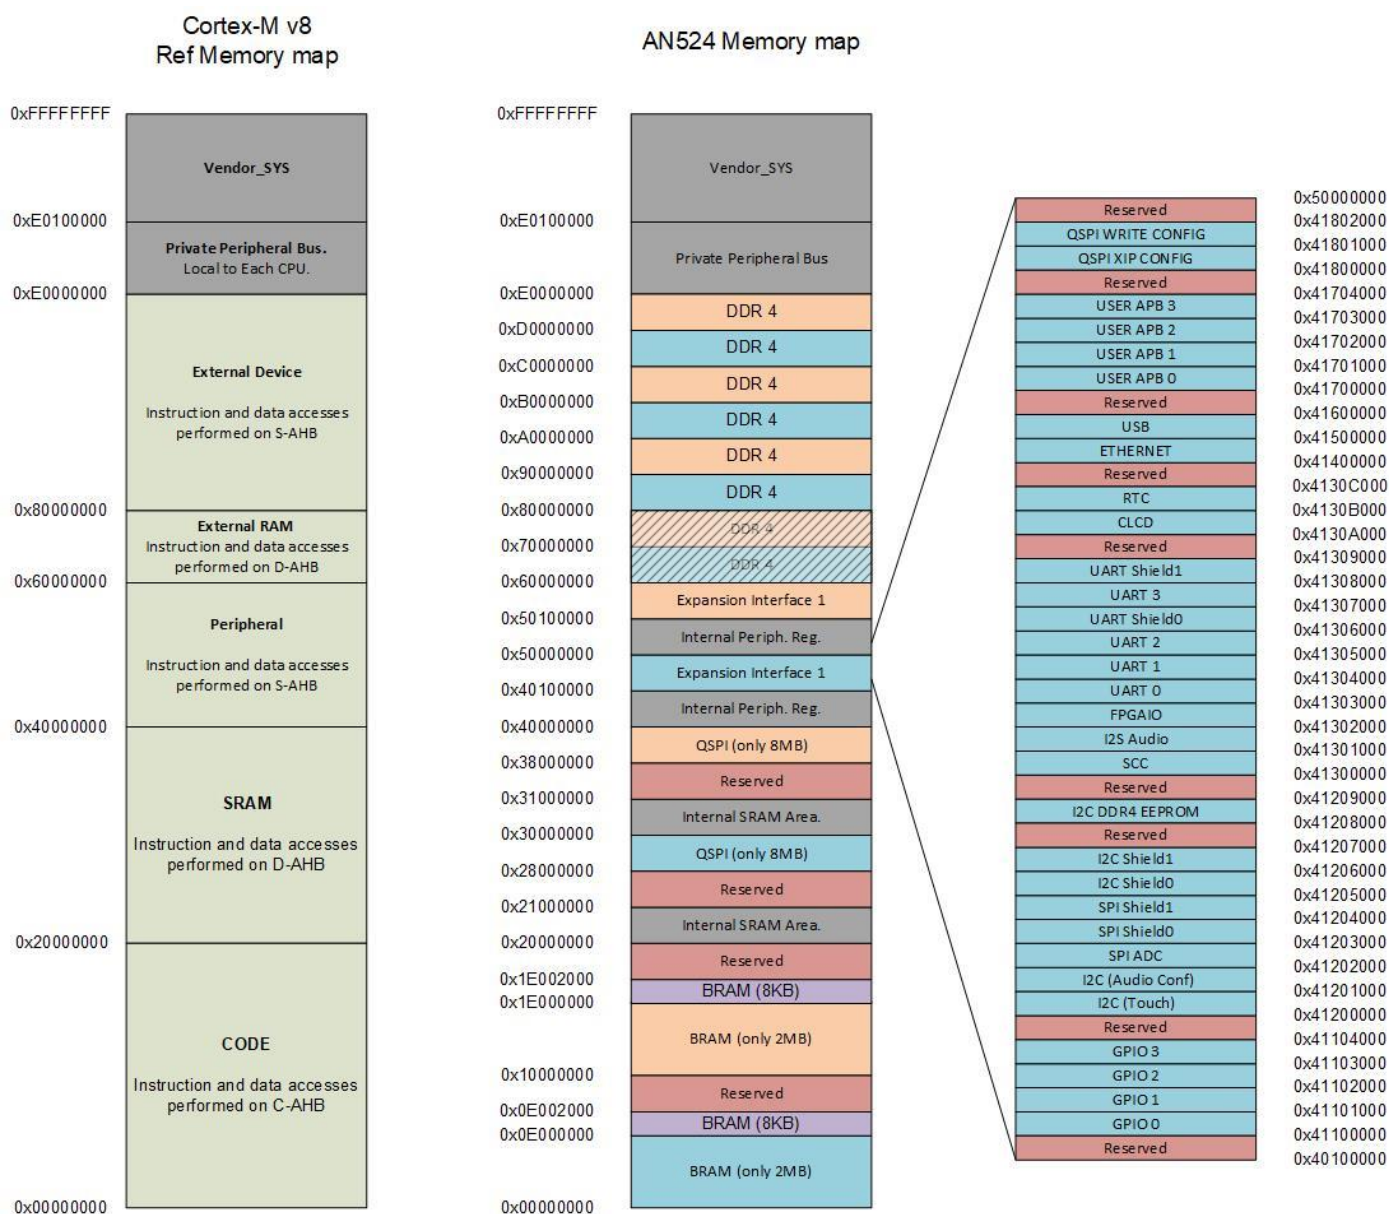 Cortex-M v8
Ref Memory map
0xFFFFFFFF
Vendor_SYS
0xE0100000
Private Peripheral Bus.
Local to Each CPU.
0xE0000000
External Device
Instruction and data accesses
performed on S-AHB
0x80000000
External RAM
Instruction and data accesses
performed on D-AHB
0x60000000
Peripheral
Instruction and data accesses
performed on S-AHB
0x40000000
SRAM
Instruction and data accesses
performed on D-AHB
0x20000000
CODE
Instruction and data accesses
performed on C-AHB
0x00000000
AN524 Memory map
0xFFFFFFFF
Vendor_SYS
0xE0100000
Private Peripheral Bus
0xE0000000
DDR 4
0xD0000000
DDR 4
0xC0000000
DDR 4
0xB0000000
DDR 4
0xA0000000
DDR 4
0x90000000
DDR 4
0x80000000
DDR 4
0x70000000
DDR 4
0x60000000
Expansion Interface 1
0x50100000
Internal Periph. Reg.
0x50000000
Expansion Interface 1
0x40100000
Internal Periph. Reg.
0x40000000
QSPI (only 8MB)
0x38000000
Reserved
0x31000000
Internal SRAM Area.
0x30000000
QSPI (only 8MB)
0x28000000
Reserved
0x21000000
Internal SRAM Area.
0x20000000
Reserved
0x1E002000
BRAM (8KB)
0x1E000000
BRAM (only 2MB)
0x10000000
Reserved
0x0E002000
BRAM (8KB)
0x0E000000
BRAM (only 2MB)
0x00000000
0x50000000
Reserved
0x41802000
QSPI WRITE CONFIG
0x41801000
QSPI XIP CONFIG
0x41800000
Reserved
0x41704000
USER APB 3
0x41703000
USER APB 2
0x41702000
USER APB 1
0x41701000
USER APB 0
0x41700000
Reserved
0x41600000
USB
0x41500000
ETHERNET
0x41400000
Reserved
0x4130C000
RTC
0x4130B000
CLCD
0x4130A000
Reserved
0x41309000
UART Shield1
0x41308000
UART 3
0x41307000
UART Shield0
0x41306000
UART 2
0x41305000
UART 1
0x41304000
UART 0
0x41303000
FPGAIO
0x41302000
I2S Audio
0x41301000
SCC
0x41300000
Reserved
0x41209000
I2C DDR4 EEPROM
0x41208000
Reserved
0x41207000
I2C Shield1
0x41206000
I2C Shield0
0x41205000
SPI Shield1
0x41204000
SPI Shield0
0x41203000
SPI ADC
0x41202000
I2C (Audio Conf)
0x41201000
I2C (Touch)
0x41200000
Reserved
0x41104000
GPIO 3
0x41103000
GPIO 2
0x41102000
GPIO 1
0x41101000
GPIO 0
0x41100000
Reserved
0x40100000